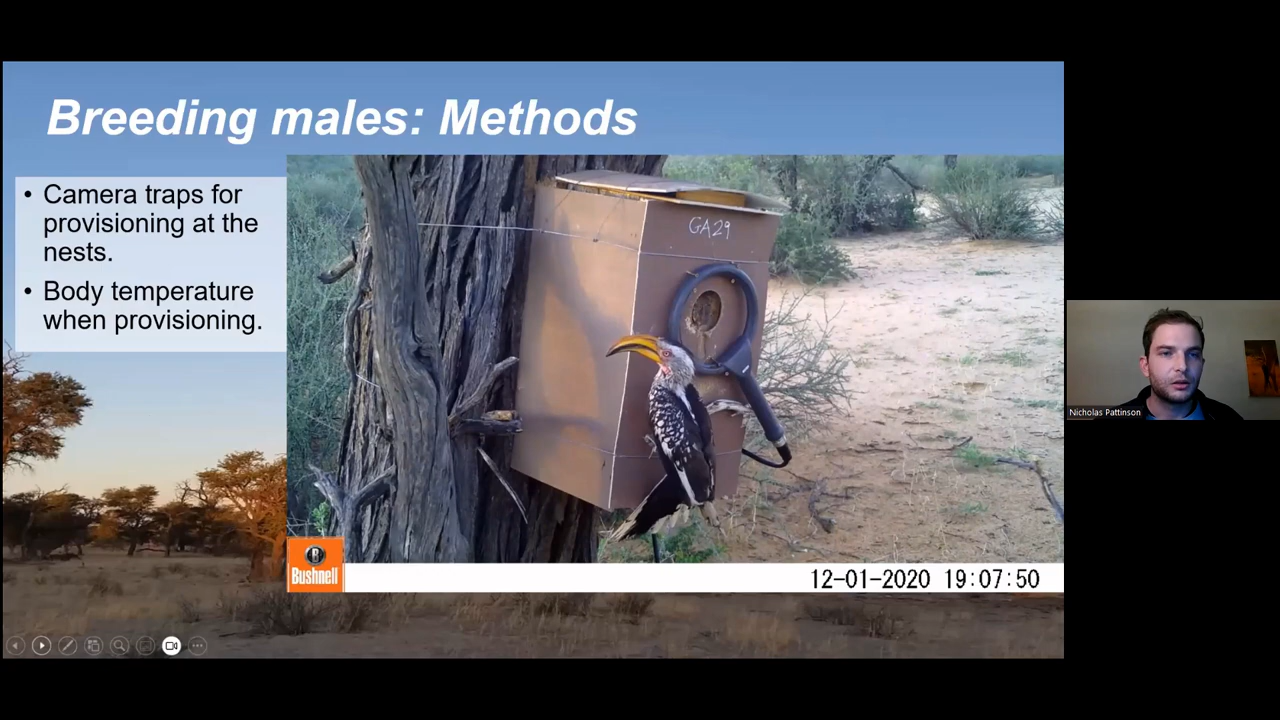 Breeding males: Methods
• Camera traps for
provisioning at the
nests.
• Body temperature
when provisioning.
GA29
Bushnell
12-01-2020 19:07:50
Nicholas Pattinson